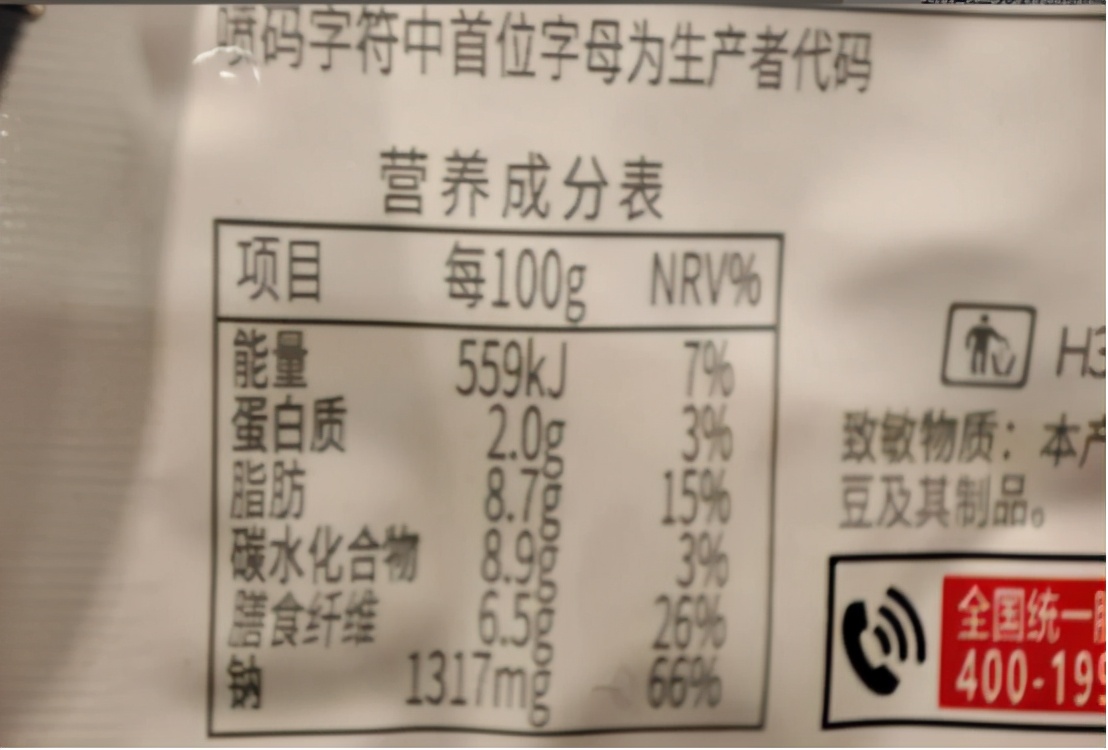 喷码字符中首位字母为生产者代码
营养成分表
项目 每100g NRV%
能量 559kJ 7%
蛋白质 2.0g 3%
脂肪 8.7g 15%
碳水化合物 8.9g 3%
膳食纤维 6.5g 26%
钠 1317mg 66%
H3
致敏物质：本产
豆及其制品。
全国统一服
400-199